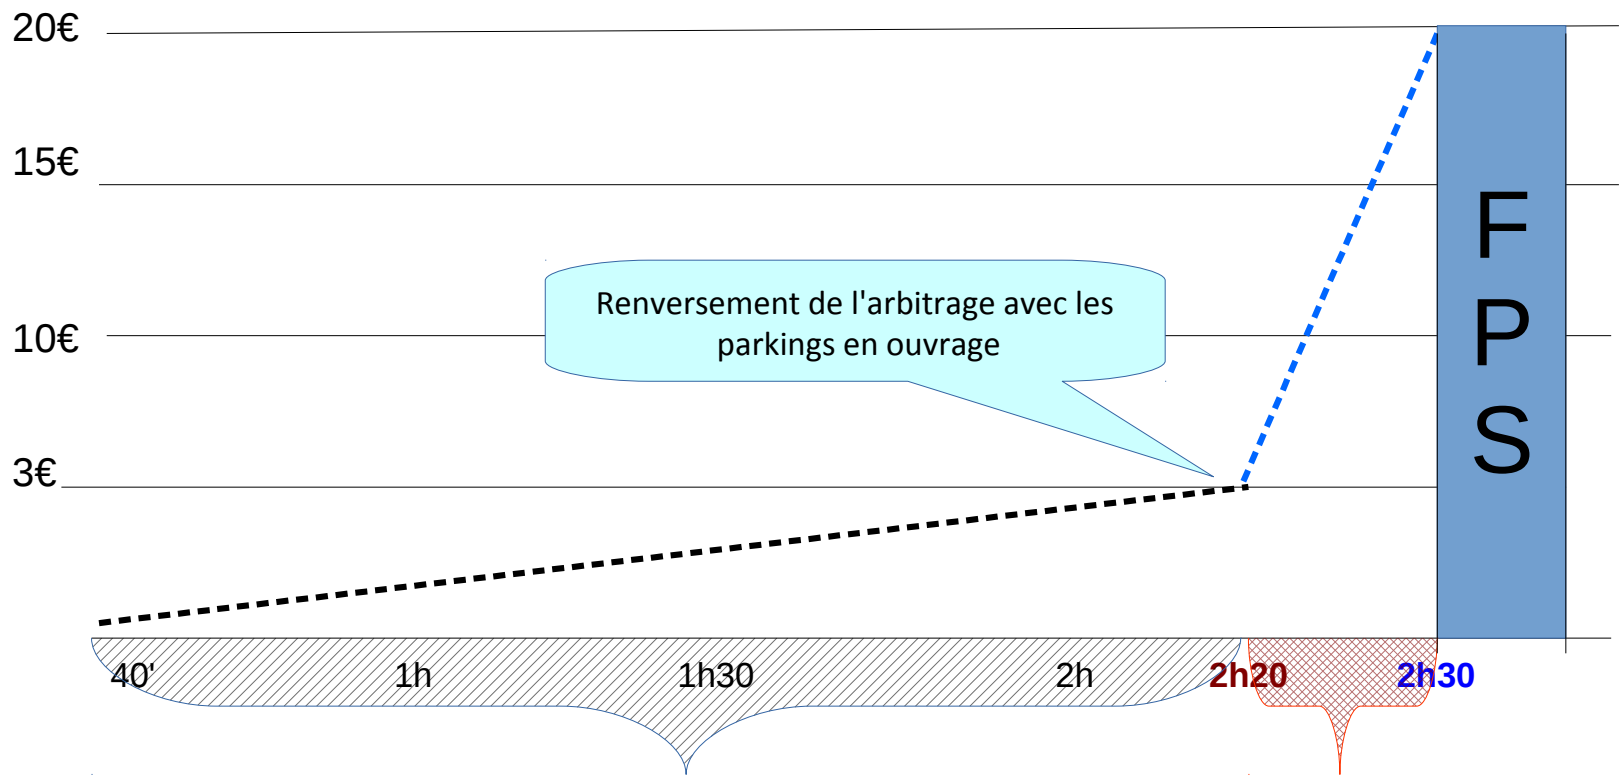 20€
15€
10€
3€
Renversement de l'arbitrage avec les
parkings en ouvrage
F
P
S
40'
1h
1h30
2h
2h20
2h30